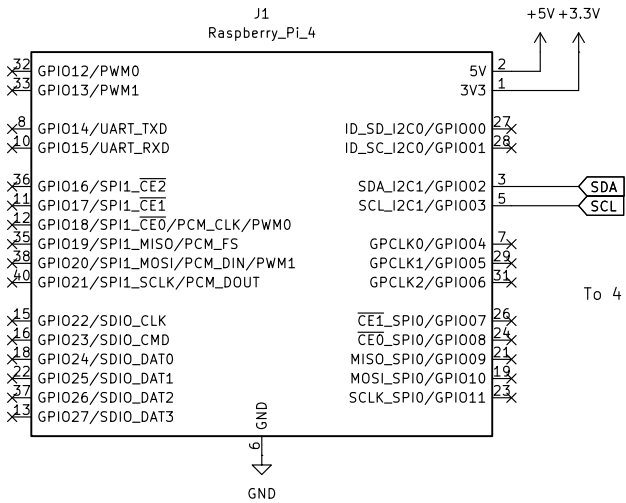 J1
Raspberry_Pi_4
+5V +3.3V
32 GPIO12/PWM0 5V 2
33 GPIO13/PWM1 3V3 1
8 GPIO14/UART_TXD ID_SD_I2C0/GPIO00 27
10 GPIO15/UART_RXD ID_SC_I2C0/GPIO01 28
36 GPIO16/SPI1_CE2 SDA_I2C1/GPIO02 3 SDA
11 GPIO17/SPI1_CE1 SCL_I2C1/GPIO03 5 SCL
12 GPIO18/SPI1_CE0/PCM_CLK/PWM0
35 GPIO19/SPI1_MISO/PCM_FS GPCLK0/GPIO04 7
38 GPIO20/SPI1_MOSI/PCM_DIN/PWM1 GPCLK1/GPIO05 29
40 GPIO21/SPI1_SCLK/PCM_DOUT GPCLK2/GPIO06 31
To 4
15 GPIO22/SDIO_CLK CE1_SPI0/GPIO07 26
16 GPIO23/SDIO_CMD CE0_SPI0/GPIO08 24
18 GPIO24/SDIO_DAT0 MISO_SPI0/GPIO09 21
22 GPIO25/SDIO_DAT1 MOSI_SPI0/GPIO10 19
37 GPIO26/SDIO_DAT2 SCLK_SPI0/GPIO11 23
13 GPIO27/SDIO_DAT3
GND
6
GND